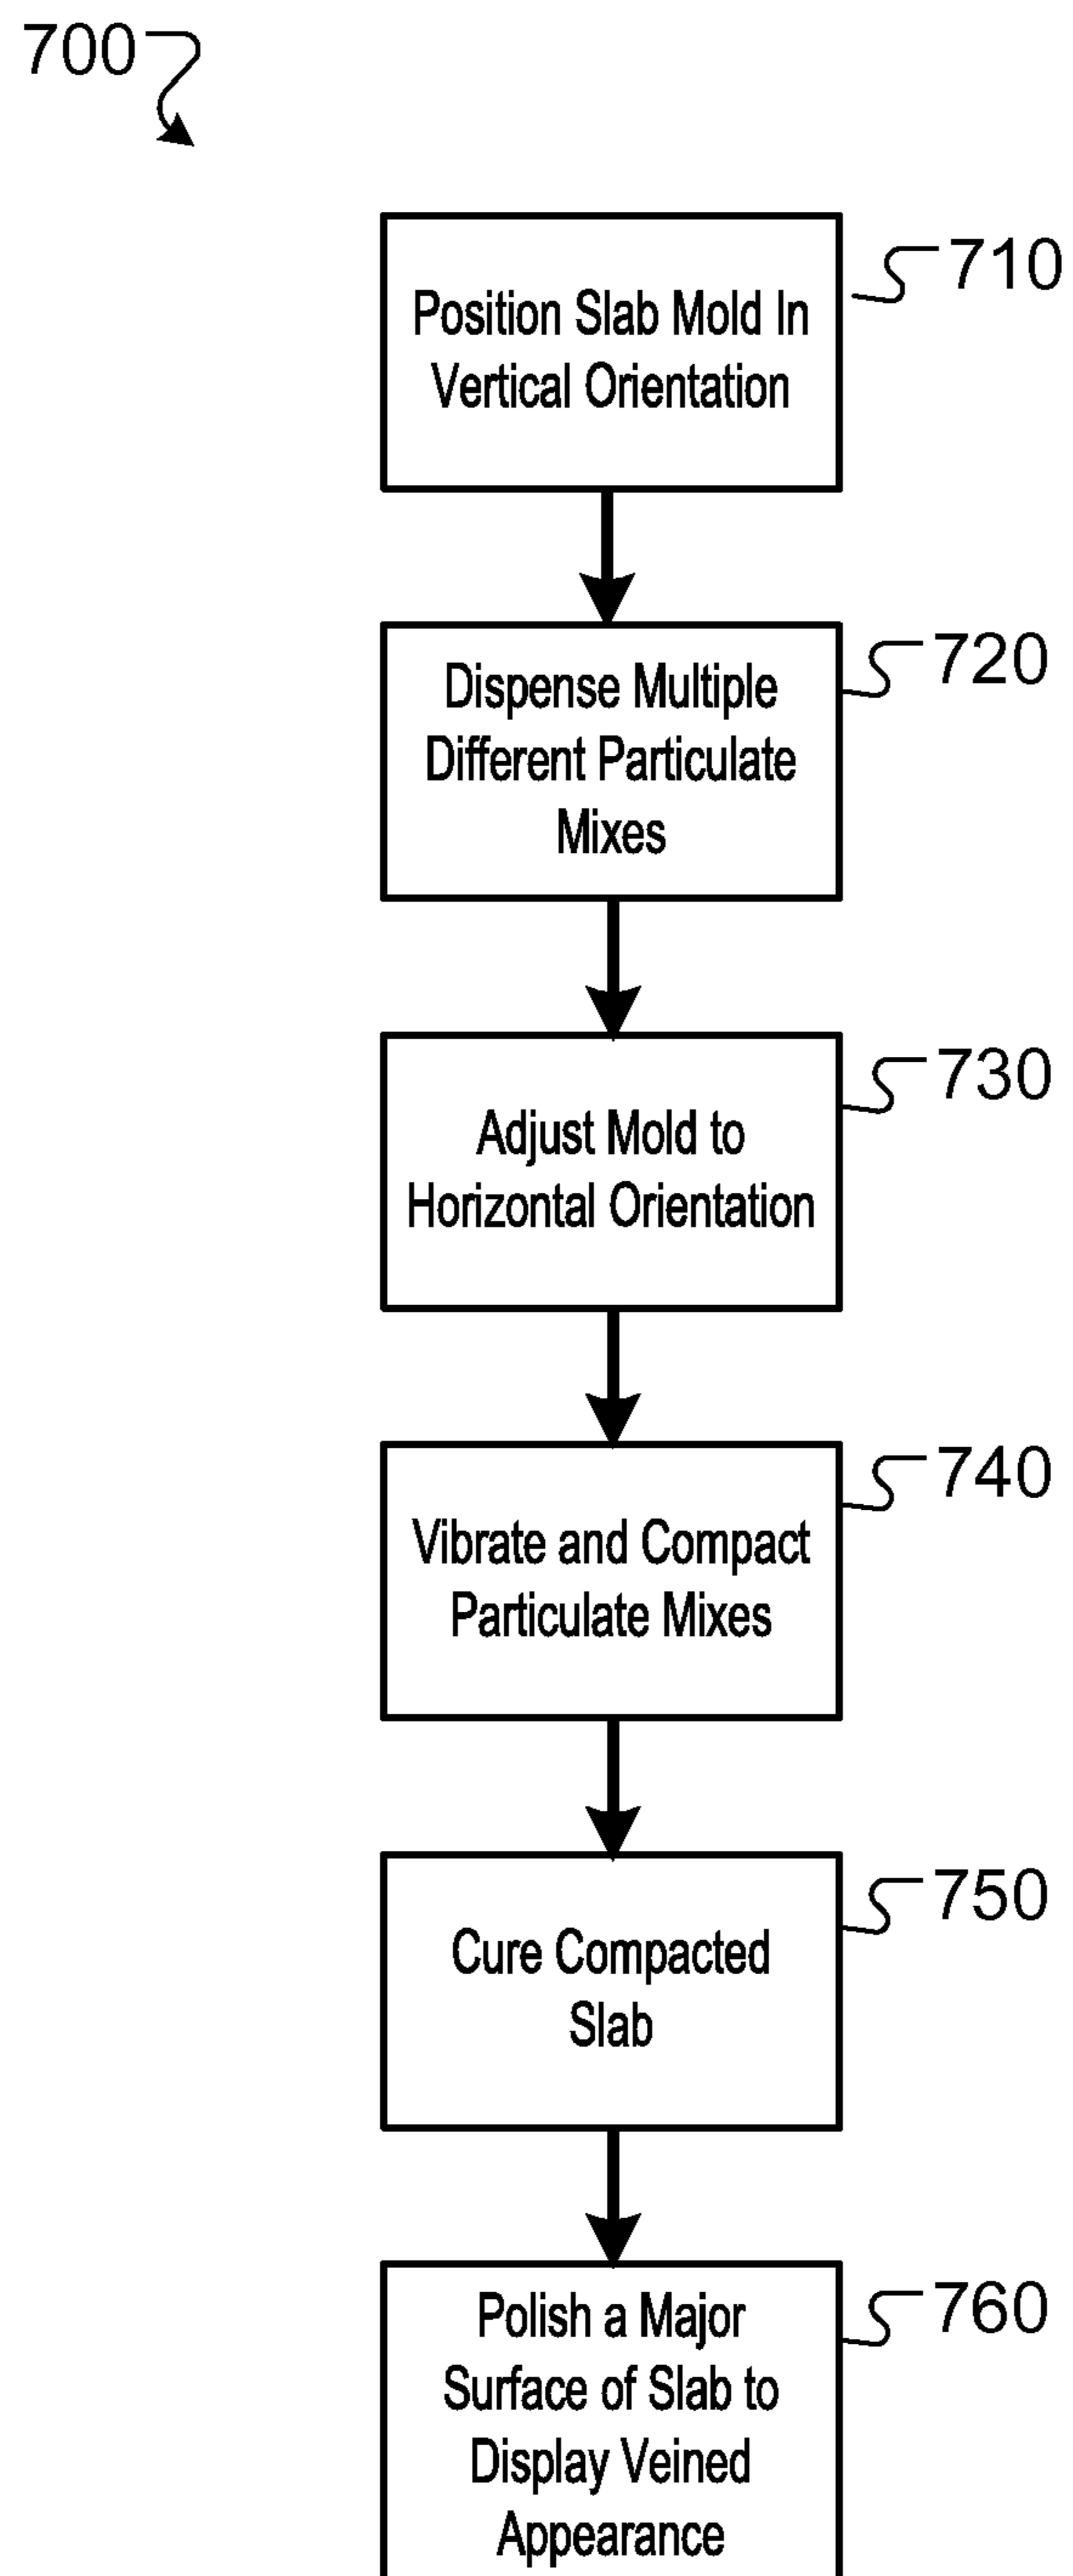 700
710
Position Slab Mold In
Vertical Orientation
720
Dispense Multiple
Different Particulate
Mixes
730
Adjust Mold to
Horizontal Orientation
740
Vibrate and Compact
Particulate Mixes
750
Cure Compacted
Slab
760
Polish a Major
Surface of Slab to
Display Veined
Appearance